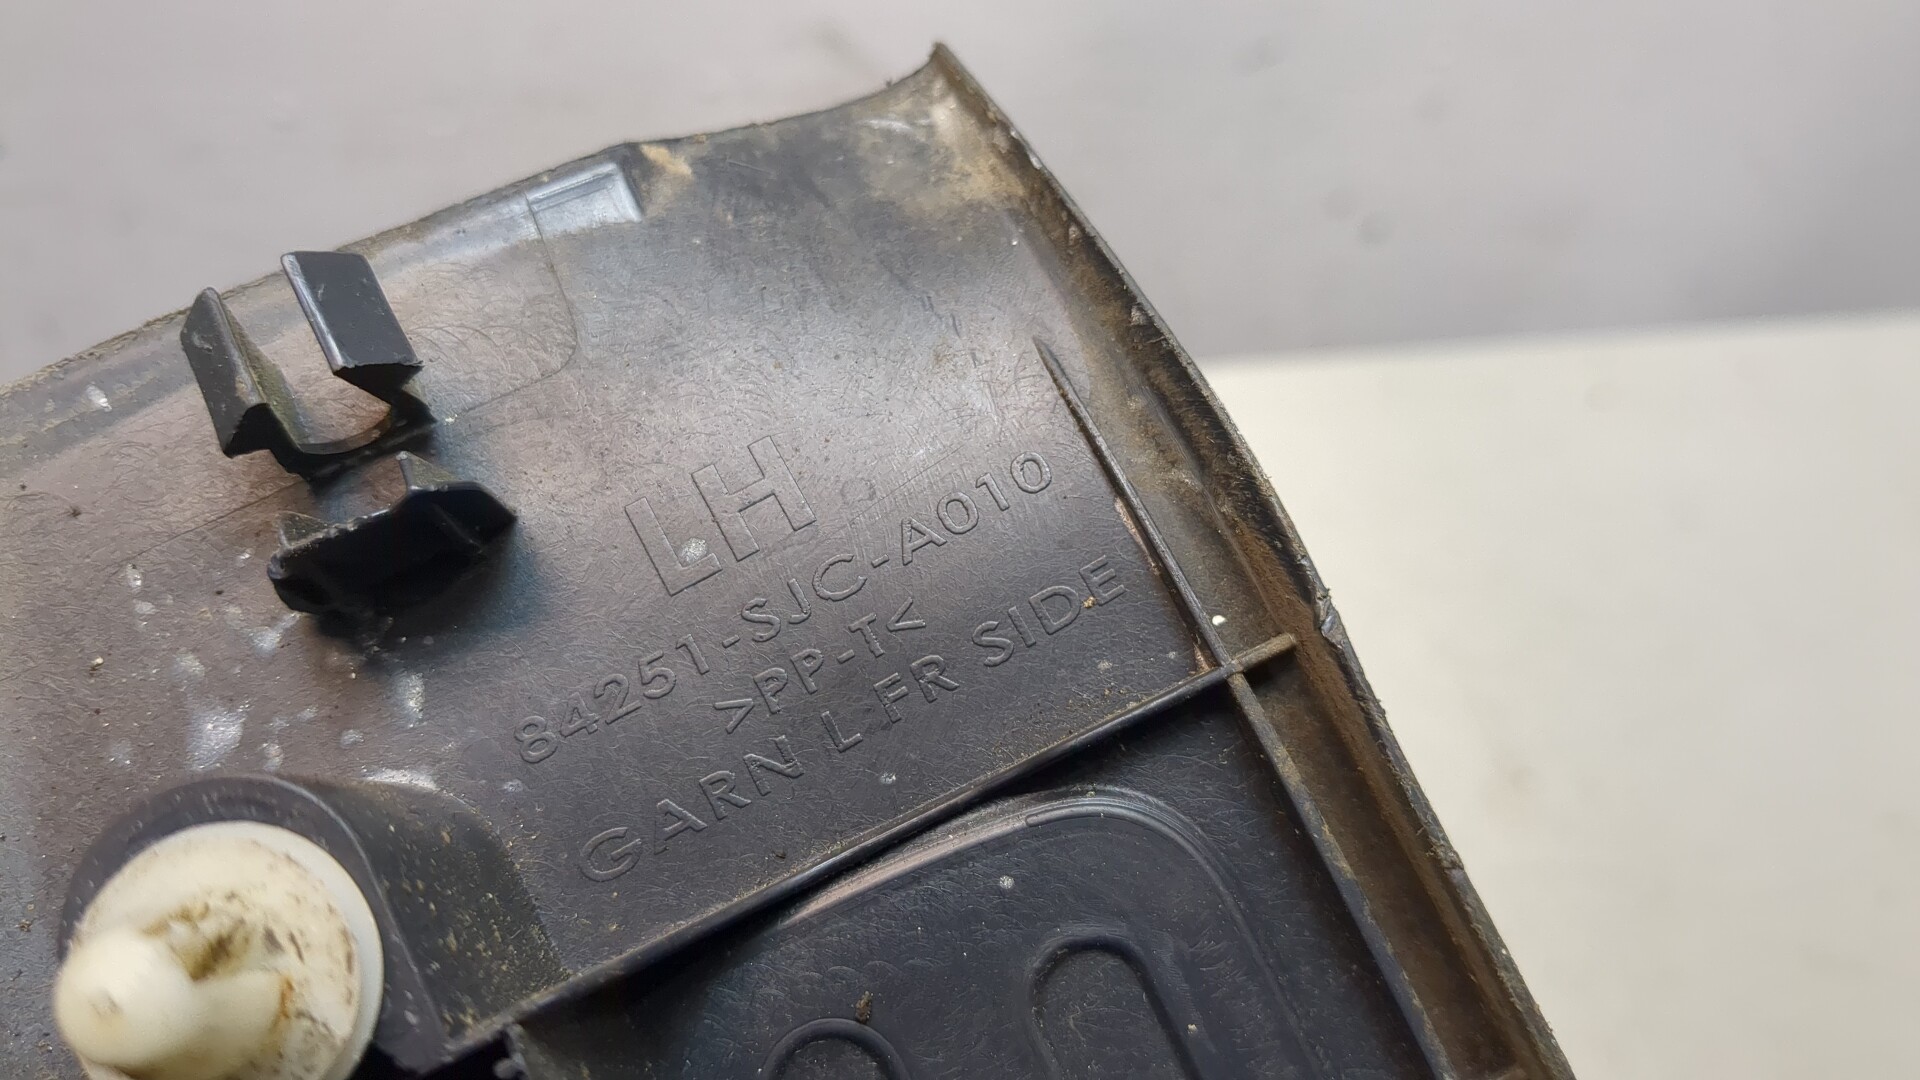 LH
84251-SJC-A010
>PP-T<
GARN L FR SIDE